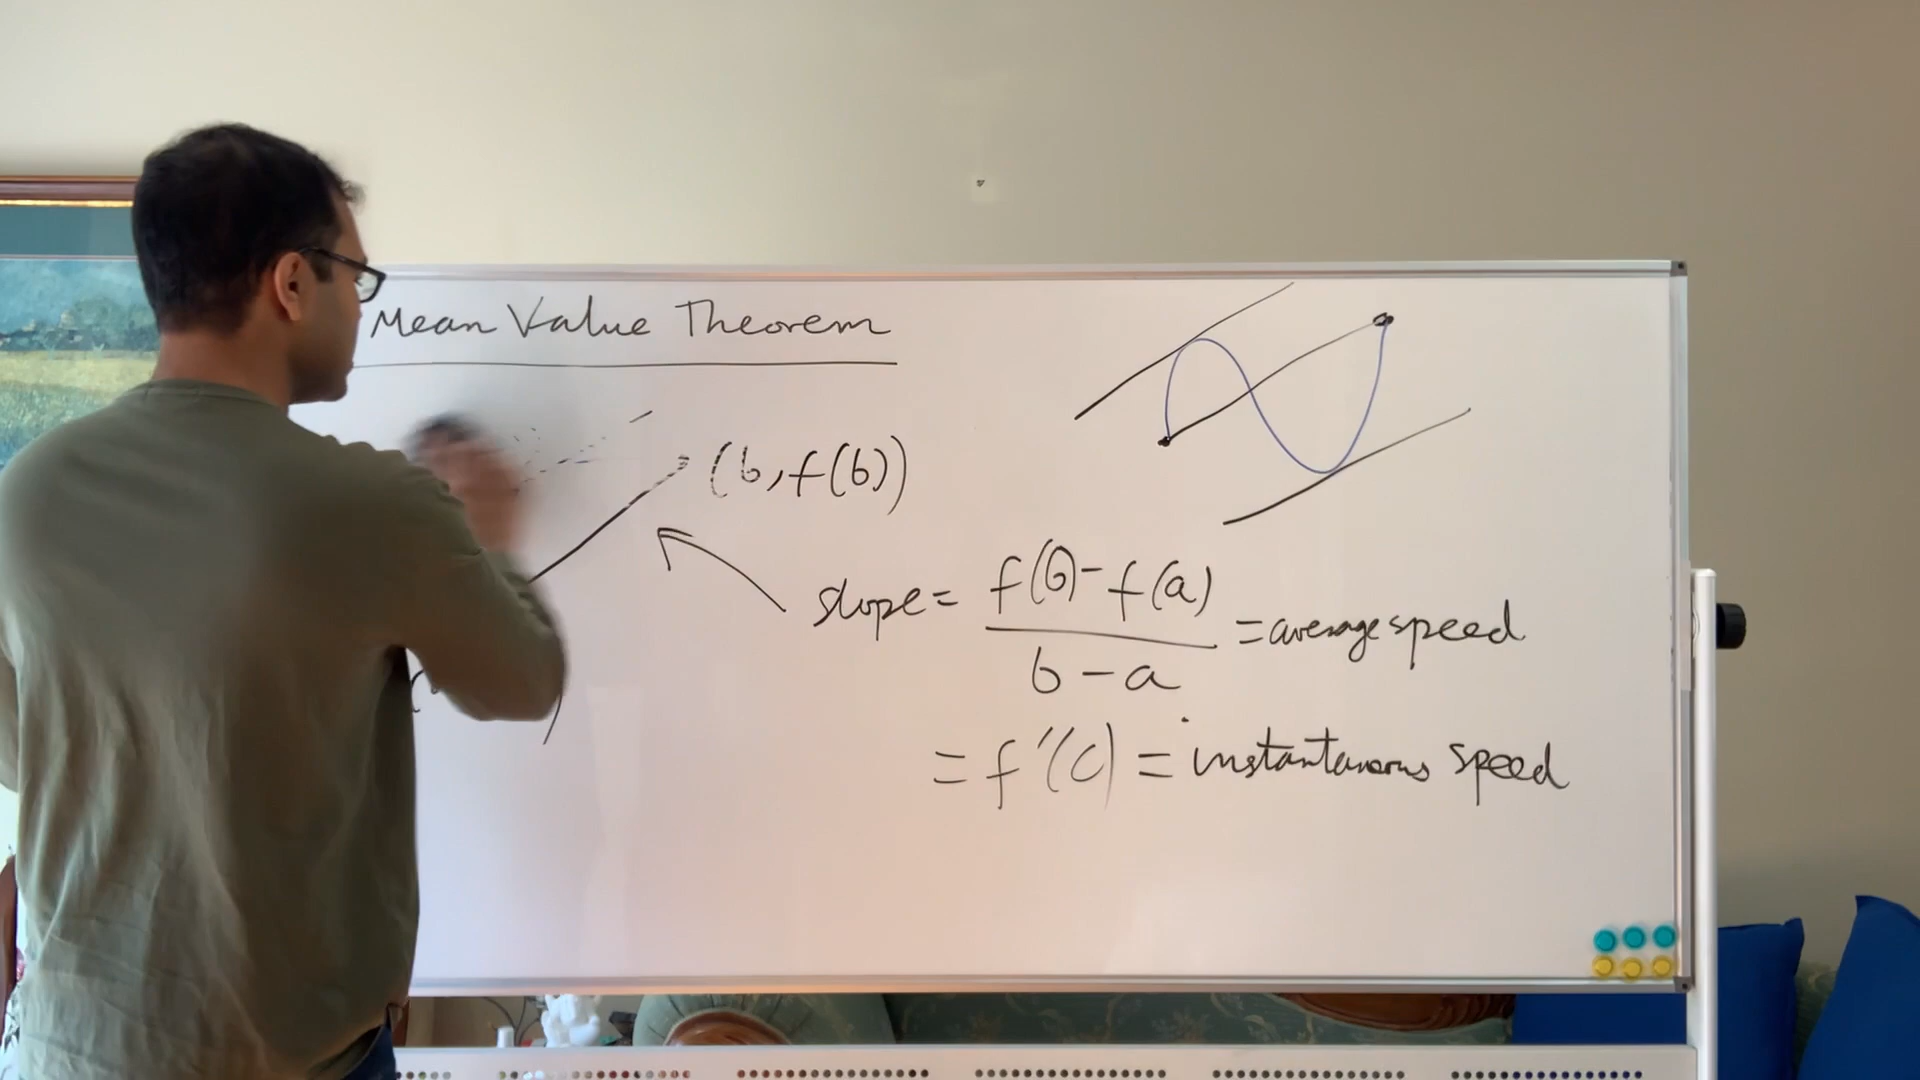 Mean Value Theorem
(b, f(b))
slope = f(b) - f(a) / b - a = average speed
= f'(c) = instantaneous speed